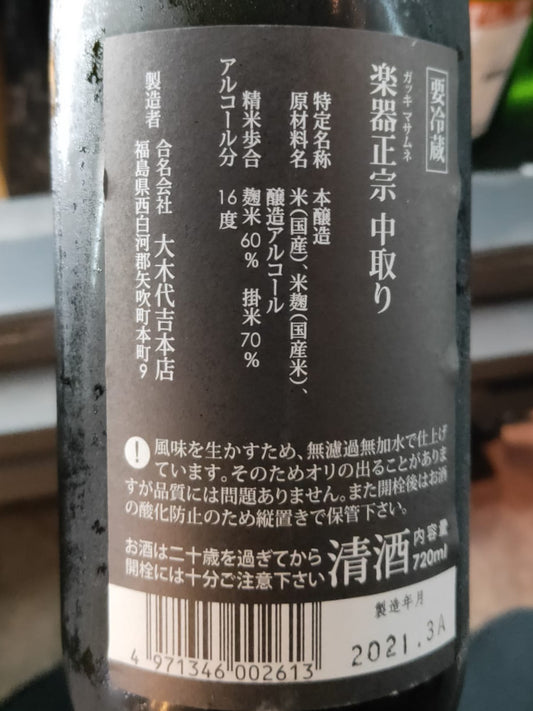 要冷蔵
ガッキ マサムネ
楽器正宗 中取り
特定名称 本醸造
原材料名 米(国産)、米麹(国産米)、
醸造アルコール
精米歩合 麹米60% 掛米70%
アルコール分 16度
製造者 合名会社 大木代吉本店
福島県西白河郡矢吹町本町9
! 風味を生かすため、無濾過無加水で仕上げ
ています。そのためオリの出ることがありま
すが品質には問題ありません。また開栓後はお酒
の酸化防止のため縦置きで保管下さい。
お酒は二十歳を過ぎてから
開栓には十分ご注意下さい
清酒
内容量
720ml
製造年月
2021.3A
4 971346 002613